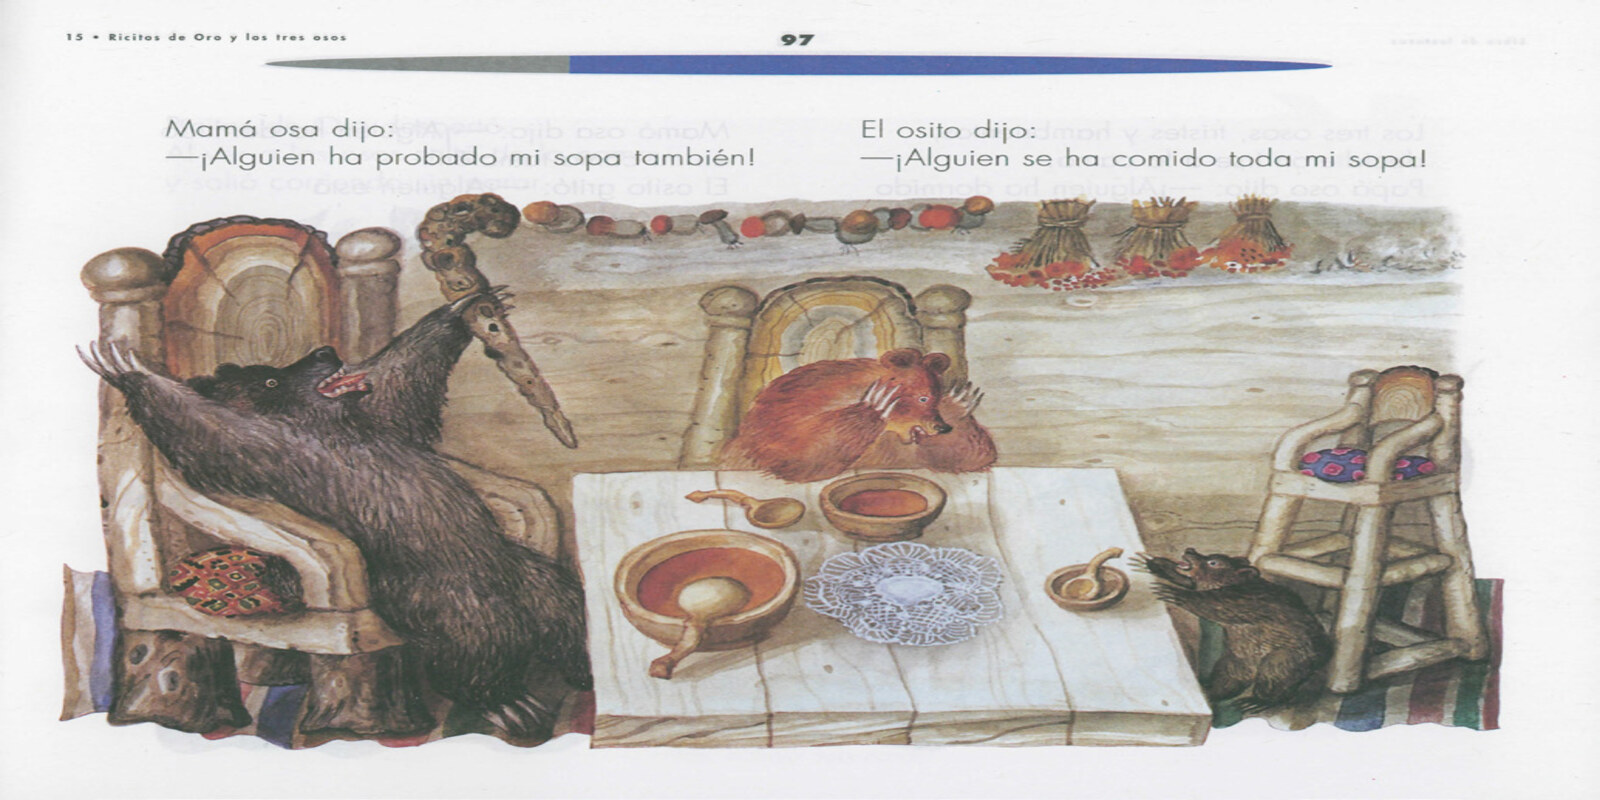 15 • Ricitos de Oro y los tres osos
97
Mamá osa dijo:
—¡Alguien ha probado mi sopa también!
El osito dijo:
—¡Alguien se ha comido toda mi sopa!